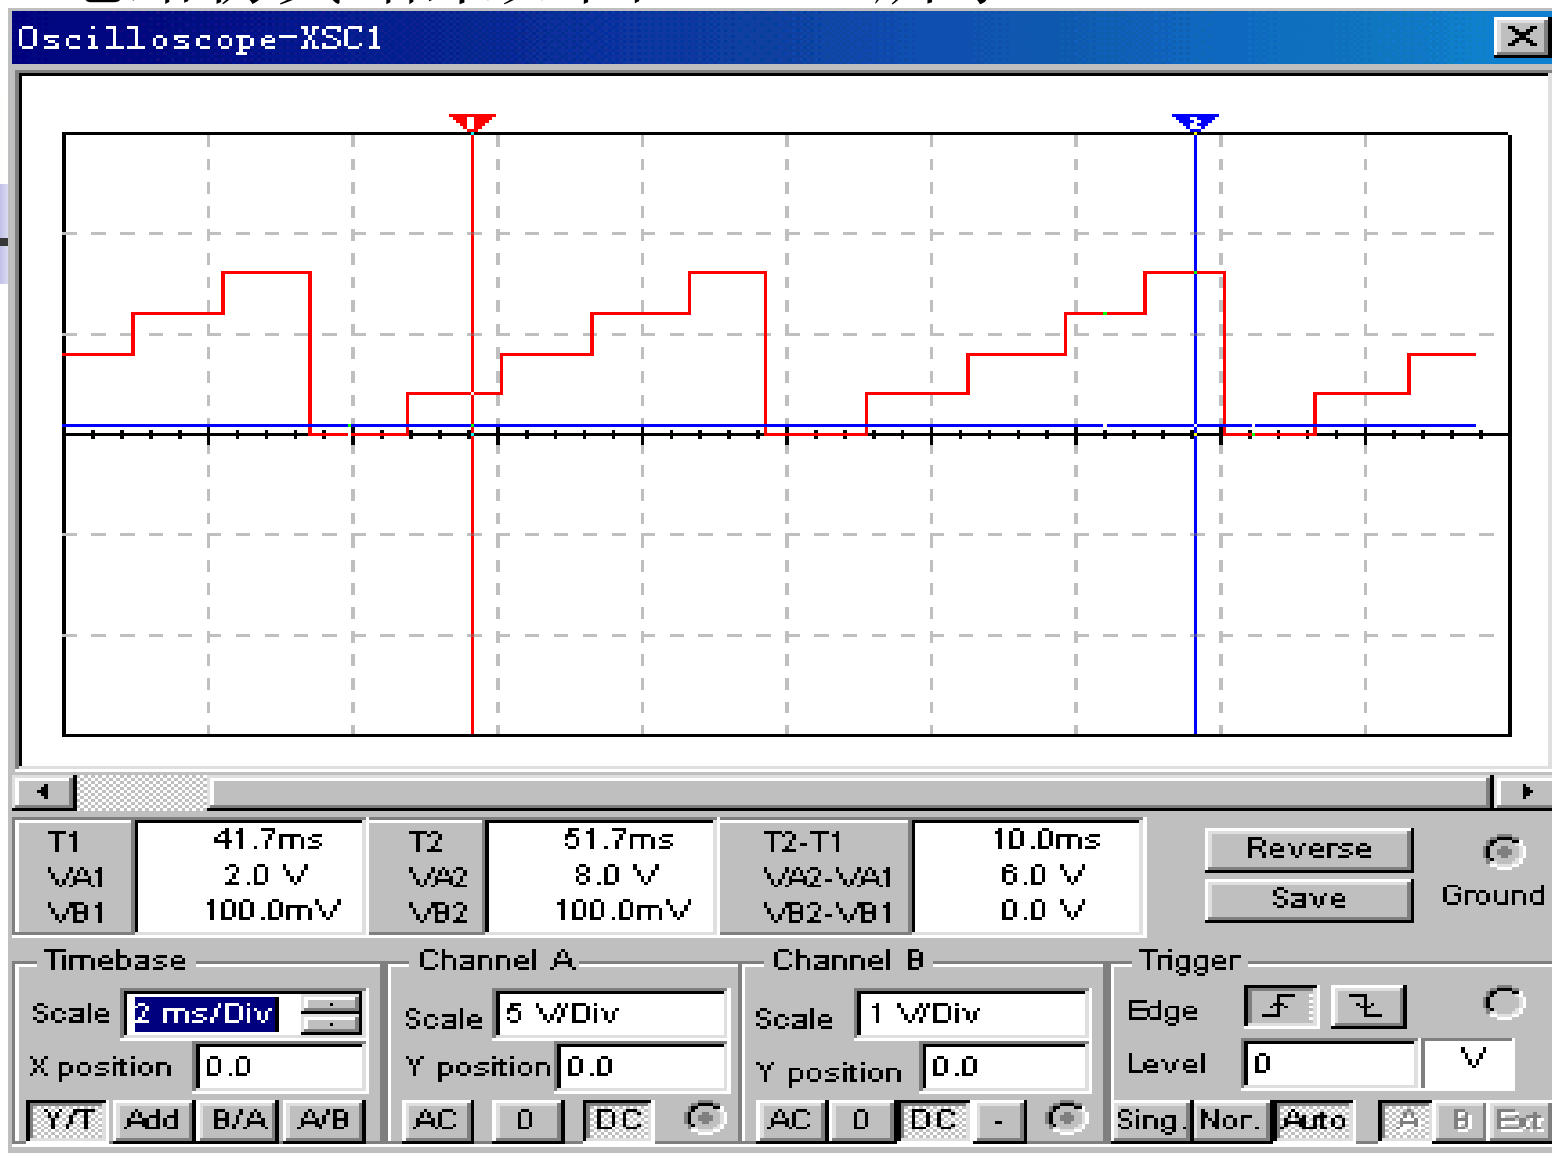 Oscilloscope-XSC1
1 2
T1 41.7ms T2 51.7ms T2-T1 10.0ms Reverse
VA1 2.0 V VA2 8.0 V VA2-VA1 6.0 V
VB1 100.0mV VB2 100.0mV VB2-VB1 0.0 V Save Ground
Timebase Channel A Channel B Trigger
Scale 2 ms/Div Scale 5 V/Div Scale 1 V/Div Edge
X position 0.0 Y position 0.0 Y position 0.0 Level 0 V
Y/T Add B/A A/B AC 0 DC AC 0 DC - Sing. Nor. Auto A B Ext